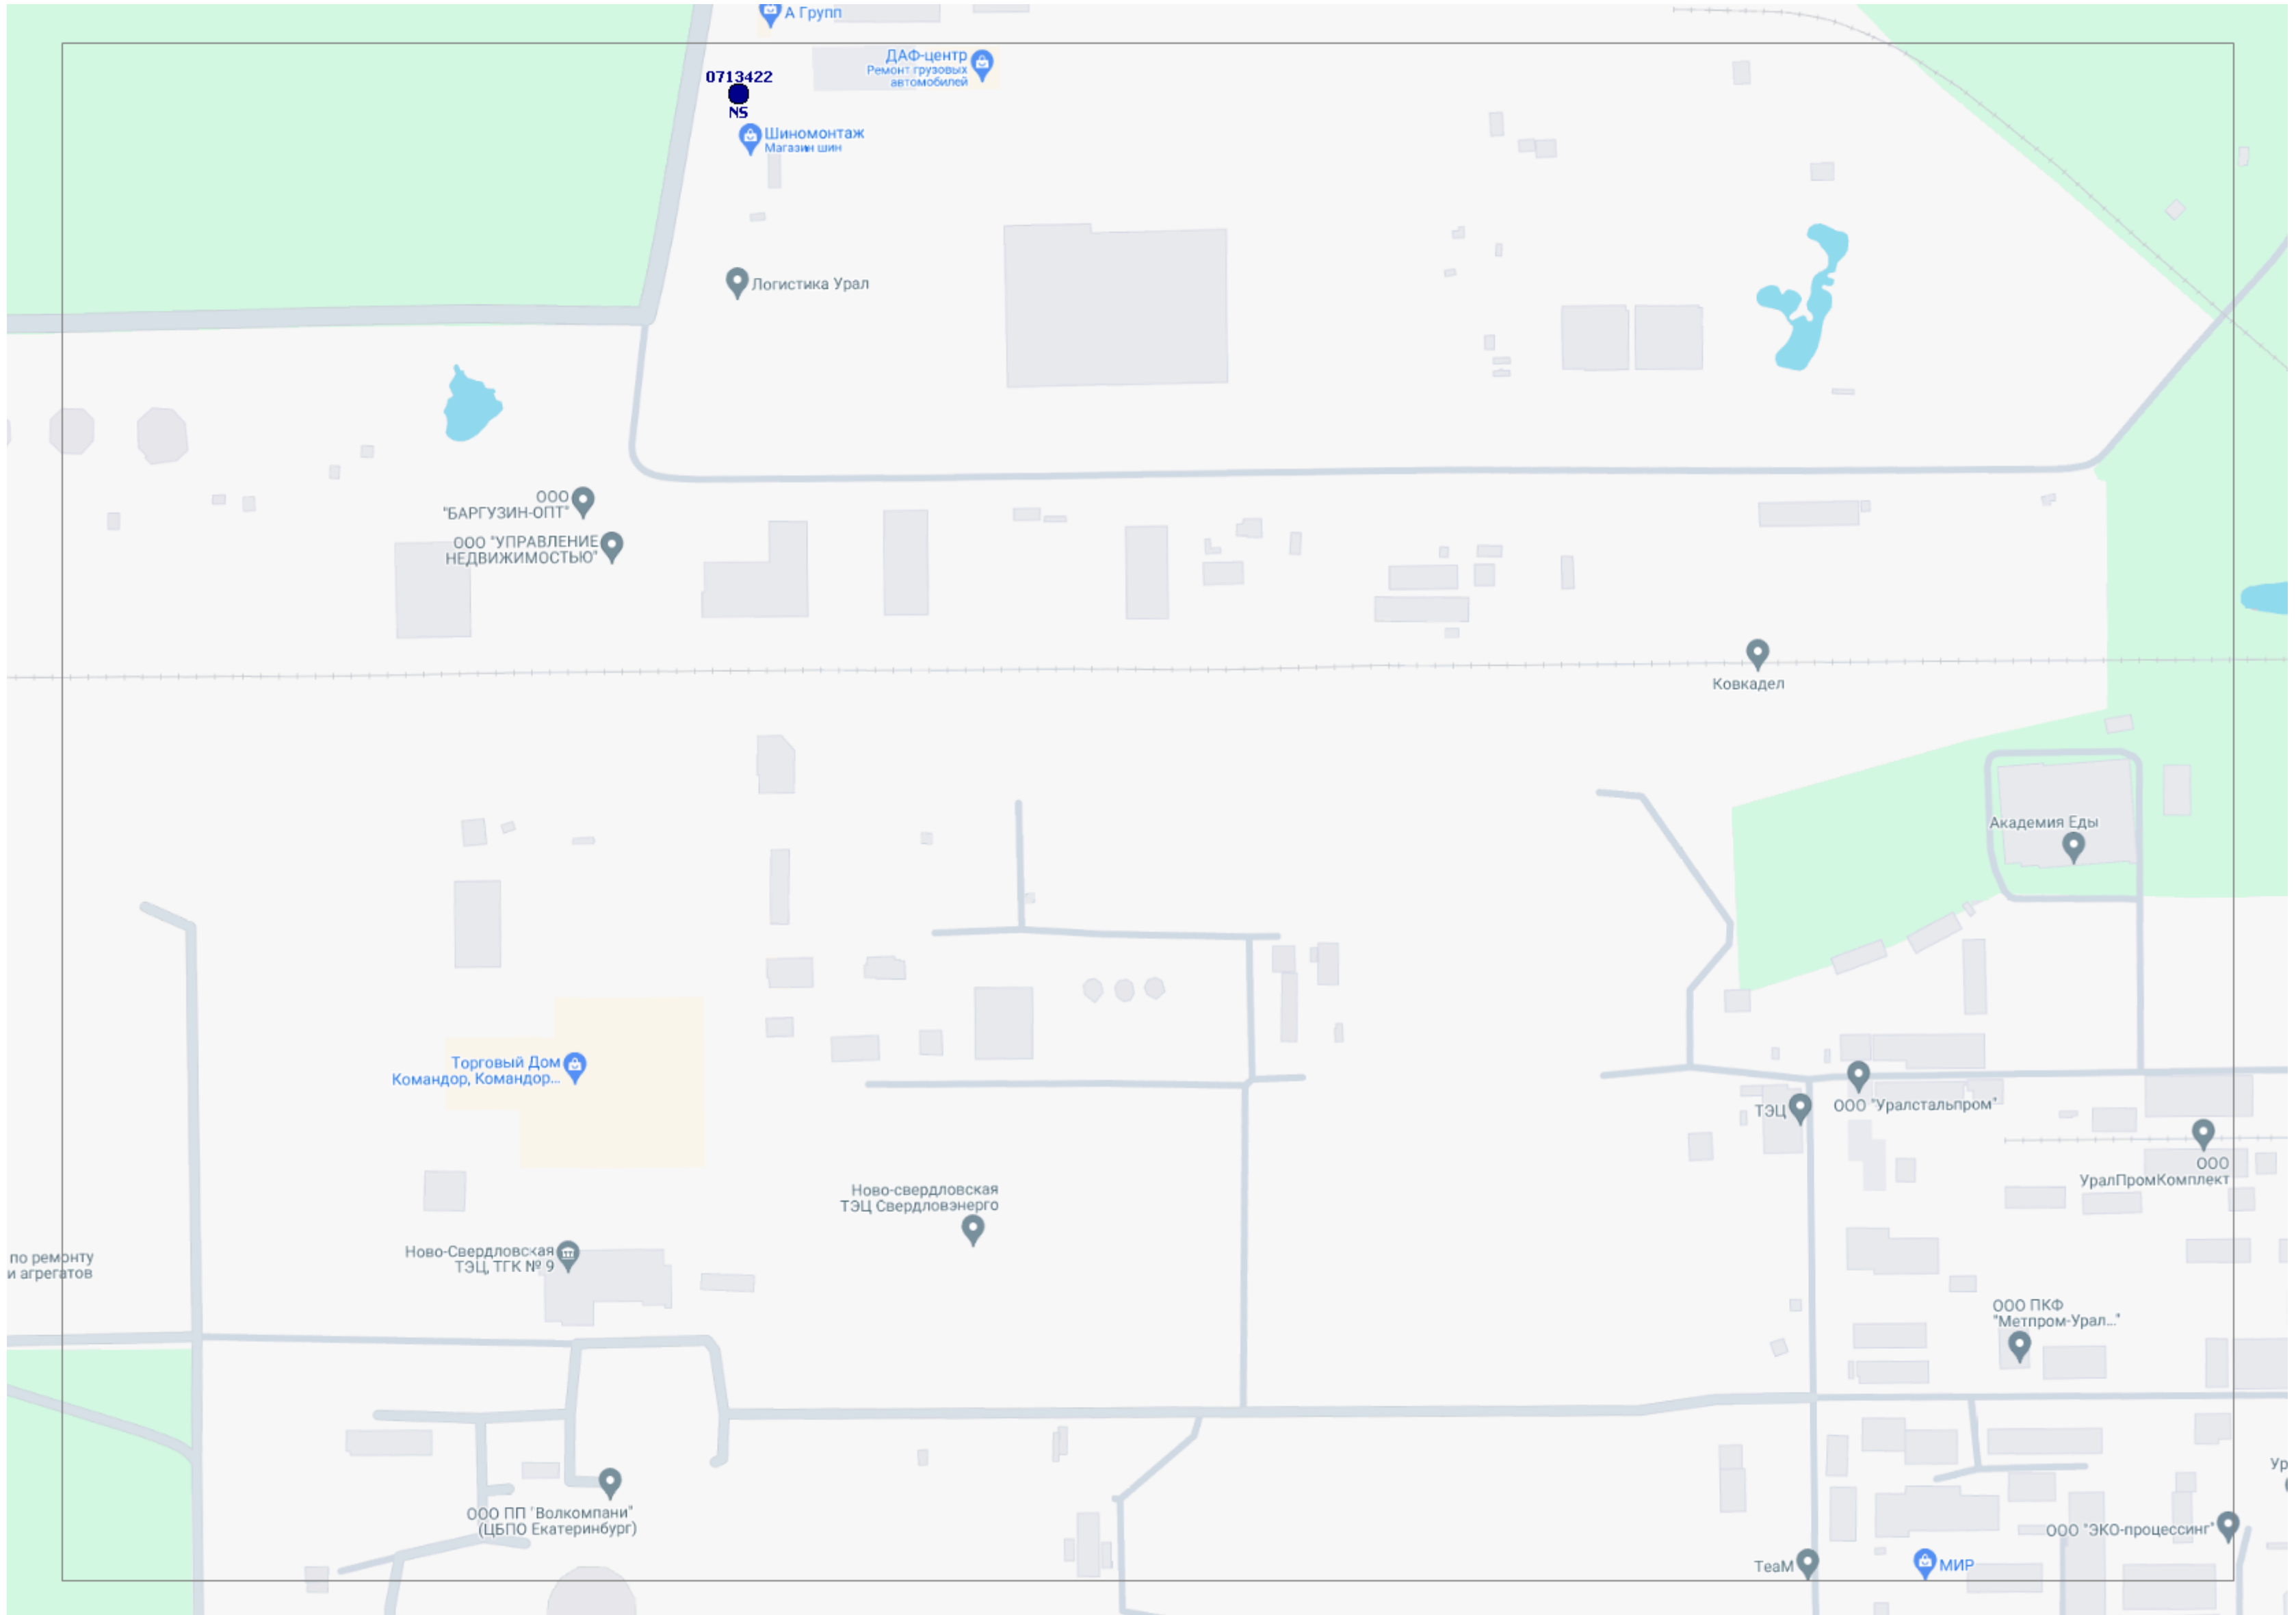 А Групп
ДАФ-центр
Ремонт грузовых
автомобилей
0713422
NS
Шиномонтаж
Магазин шин
Логистика Урал
ООО
"БАРГУЗИН-ОПТ"
ООО "УПРАВЛЕНИЕ
НЕДВИЖИМОСТЬЮ"
Ковкадел
Академия Еды
Торговый Дом
Командор, Командор...
ТЭЦ
ООО "Уралстальпром"
ООО
УралПромКомплект
Ново-свердловская
ТЭЦ Свердловэнерго
Ново-Свердловская
ТЭЦ, ТГК № 9
по ремонту
и агрегатов
ООО ПКФ
"Метпром-Урал..."
Ур
ООО ПП "Волкомпани"
(ЦБПО Екатеринбург)
ООО "ЭКО-процессинг"
ТеаМ
МИР